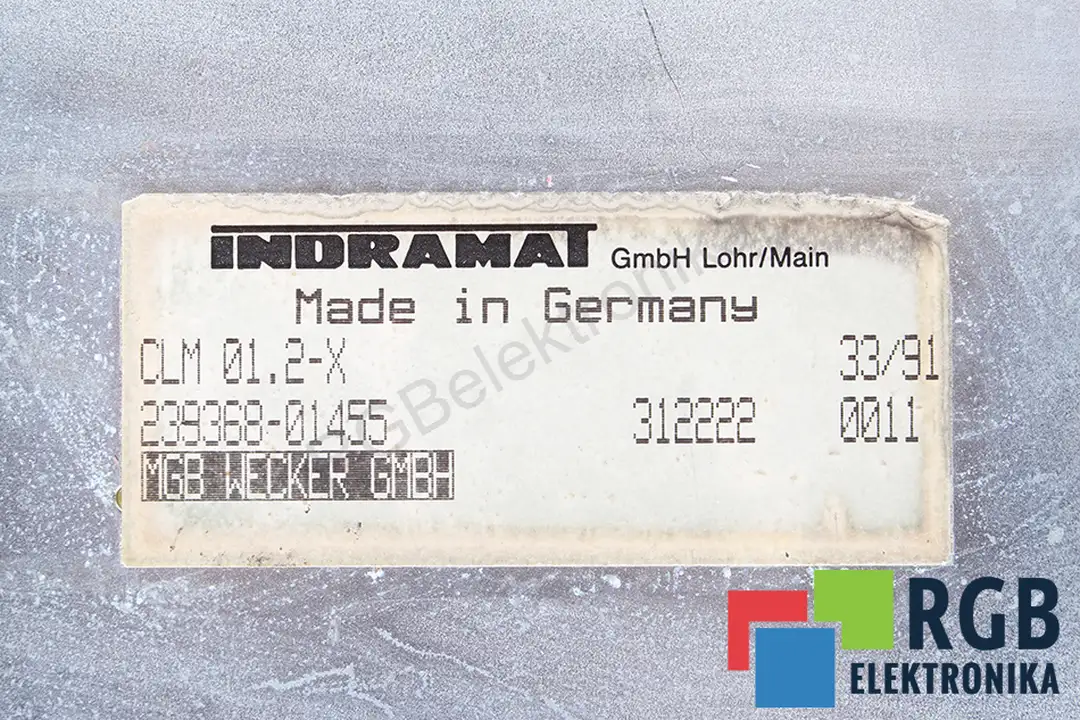 INDRAMAT GmbH Lohr/Main
Made in Germany
CLM 01.2-X 33/91
239368-01455 312222 0011
MGB WECKER GMBH
RGBelektronika
RGB
ELEKTRONIKA